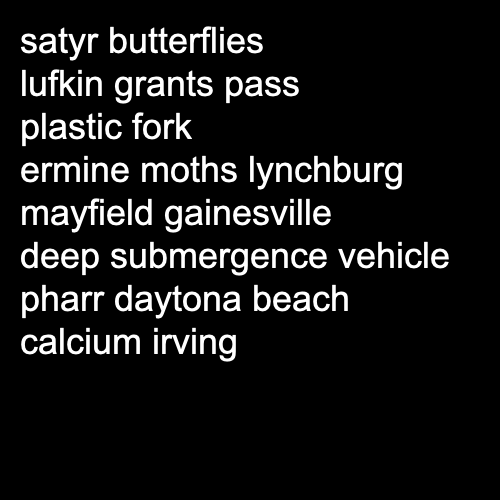 satyr butterflies
lufkin grants pass
plastic fork
ermine moths lynchburg
mayfield gainesville
deep submergence vehicle
pharr daytona beach
calcium irving